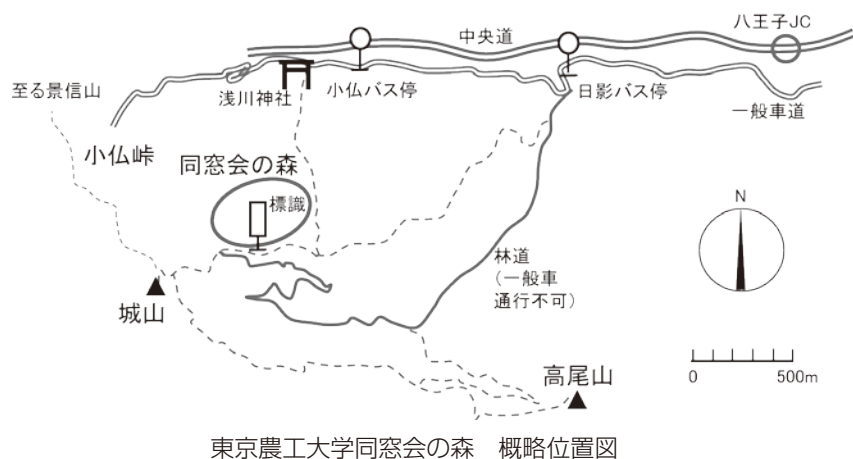 中央道
八王子JC
至る景信山
浅川神社
小仏バス停
日影バス停
一般車道
小仏峠
同窓会の森
標識
N
林道
（一般車
通行不可）
城山
高尾山
0 500m
東京農工大学同窓会の森　概略位置図